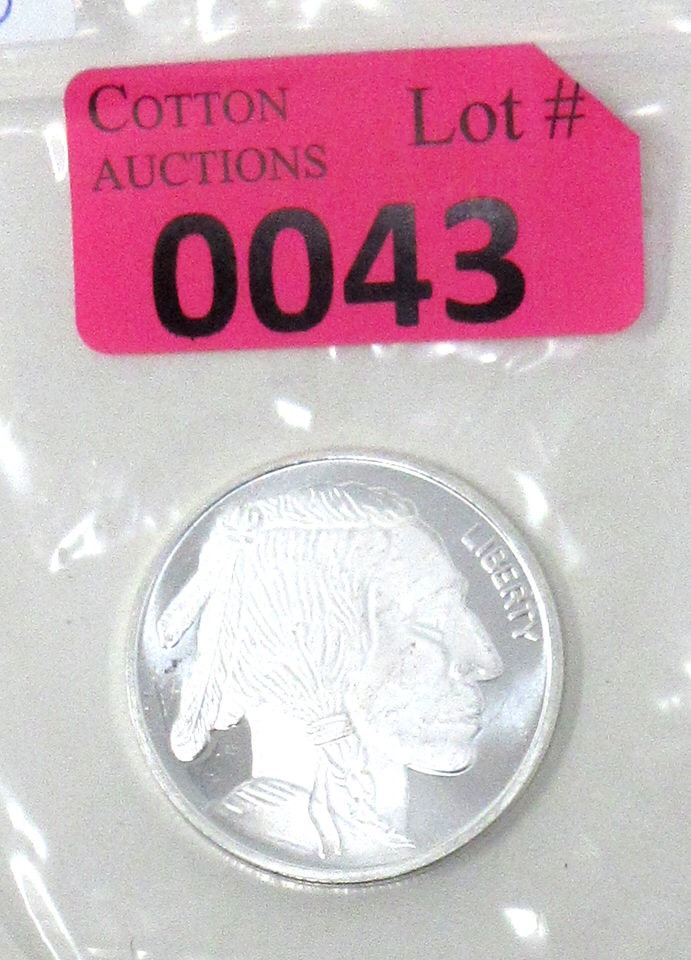 COTTON
AUCTIONS
Lot #
0043
LIBERTY